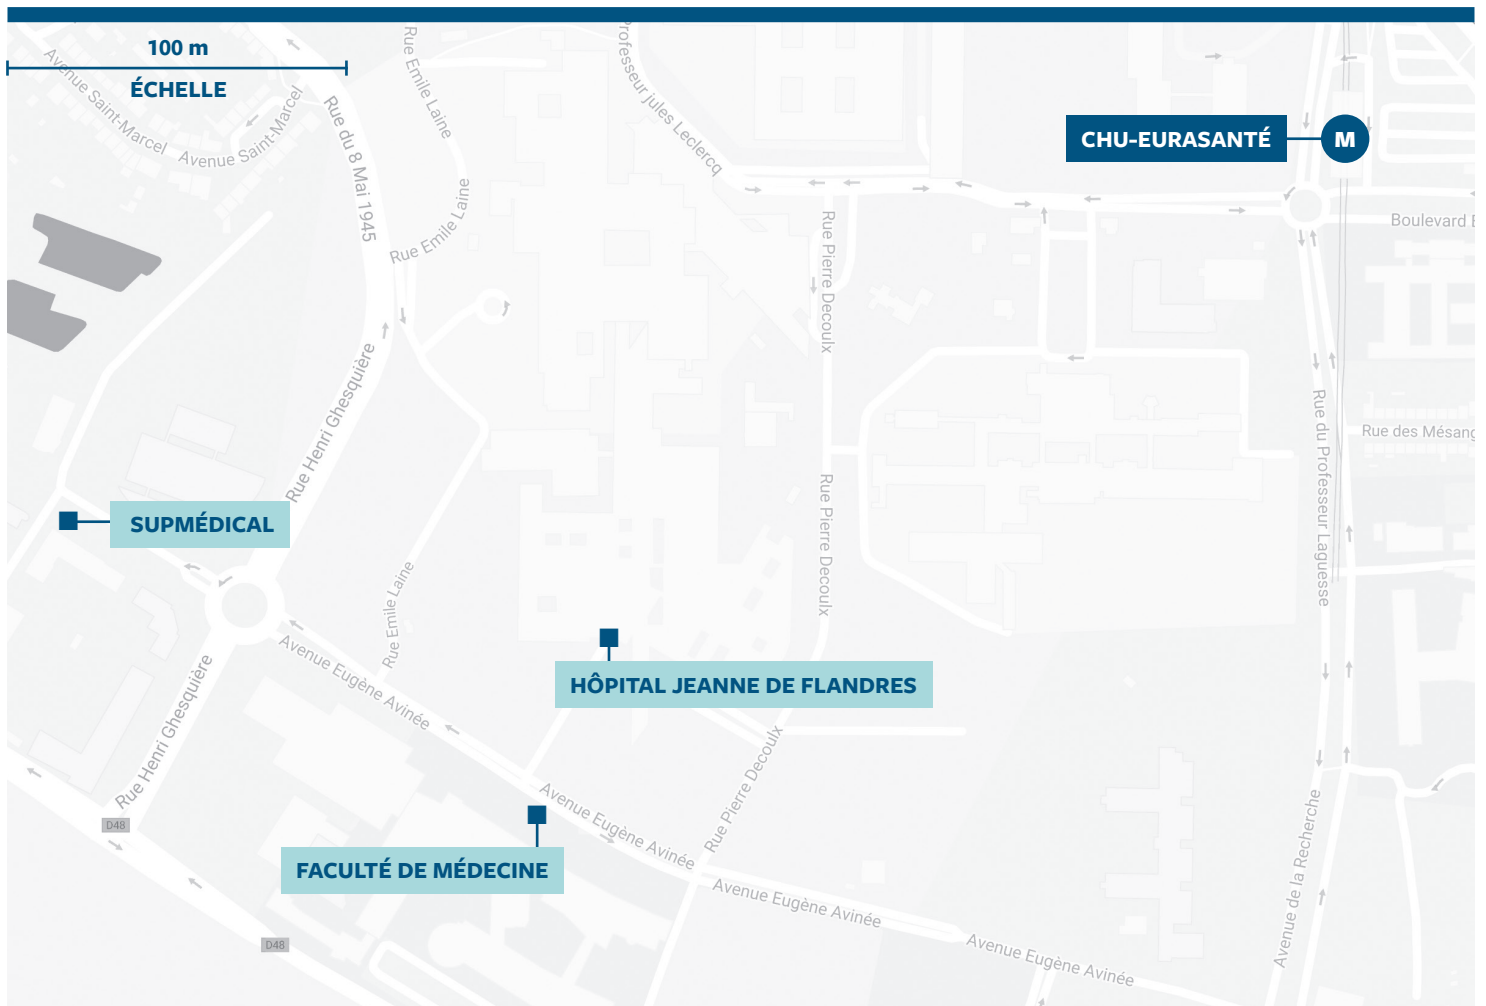 100 m
ÉCHELLE
Avenue Saint-Marcel
Avenue Saint-Marcel
Rue du 8 Mai 1945
Rue Emile Laine
Rue Emile Laine
Professeur jules Leclercq
CHU-EURASANTÉ
M
Boulevard E
Rue Pierre Decoulx
Rue Henri Ghesquière
Rue du Professeur Laguesse
Rue des Mésang
Rue Pierre Decoulx
SUPMÉDICAL
Rue Emile Laine
Avenue Eugène Avinée
HÔPITAL JEANNE DE FLANDRES
Rue Henri Ghesquière
D48
Avenue Eugène Avinée
Rue Pierre Decoulx
FACULTÉ DE MÉDECINE
Avenue Eugène Avinée
Avenue de la Recherche
D48
Avenue Eugène Avinée